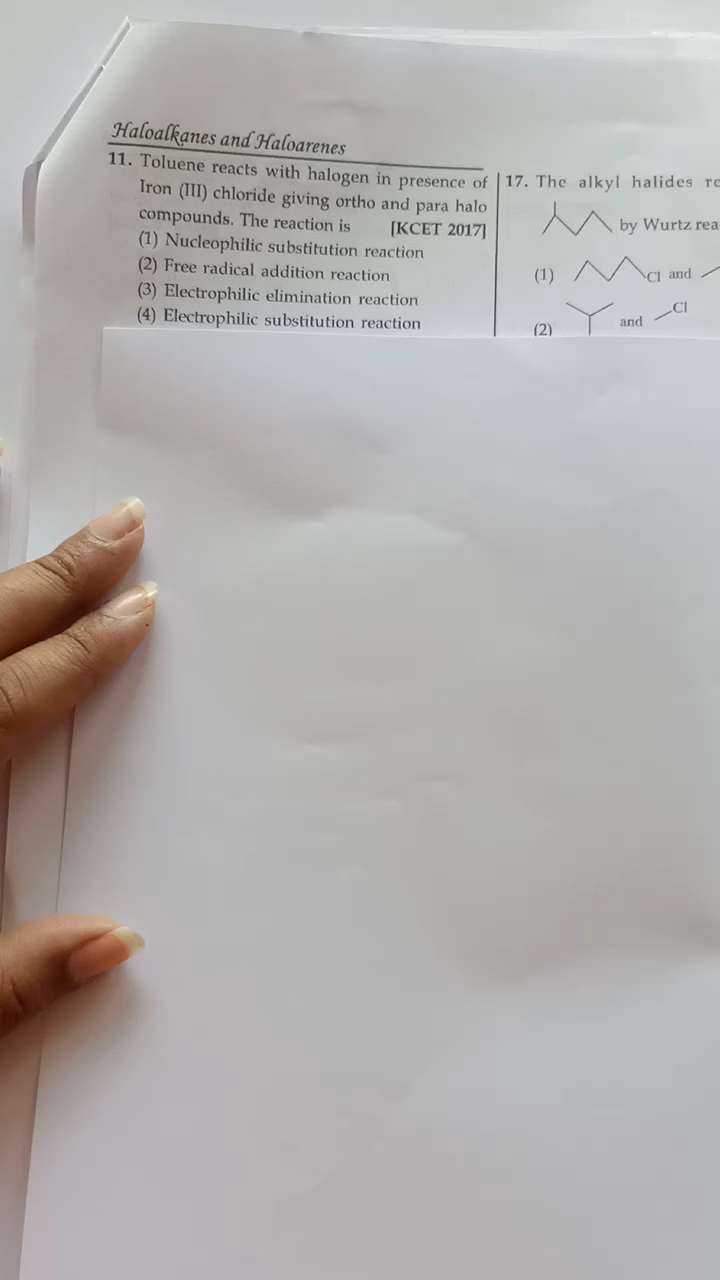 Haloalkanes and Haloarenes
11. Toluene reacts with halogen in presence of
Iron (III) chloride giving ortho and para halo
compounds. The reaction is [KCET 2017]
(1) Nucleophilic substitution reaction
(2) Free radical addition reaction
(3) Electrophilic elimination reaction
(4) Electrophilic substitution reaction
17. The alkyl halides
by Wurtz
(1) Cl and
(2) and Cl